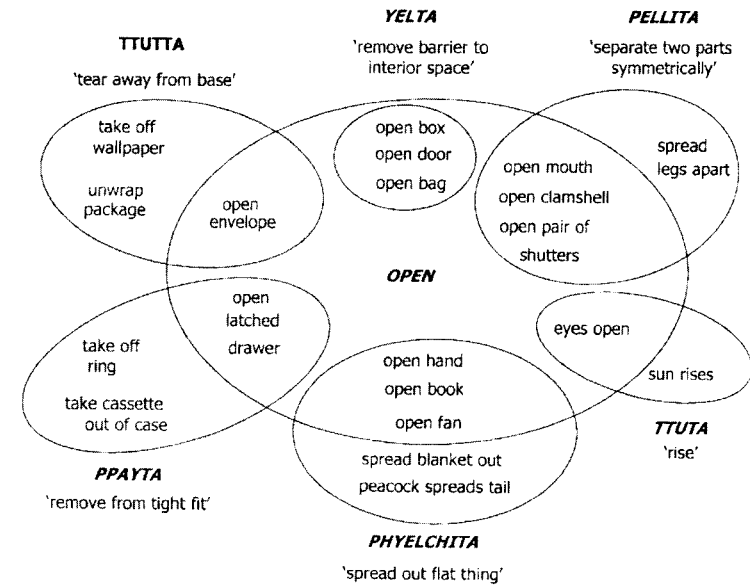 TTUTTA
'tear away from base'
take off
wallpaper
unwrap
package
open
envelope
YELTA
'remove barrier to
interior space'
open box
open door
open bag
PELLITA
'separate two parts
symmetrically'
spread
legs apart
open mouth
open clamshell
open pair of
shutters
OPEN
open
latched
drawer
take off
ring
take cassette
out of case
PPAYTA
'remove from tight fit'
open hand
open book
open fan
spread blanket out
peacock spreads tail
PHYELCHITA
'spread out flat thing'
eyes open
sun rises
TTUTA
'rise'